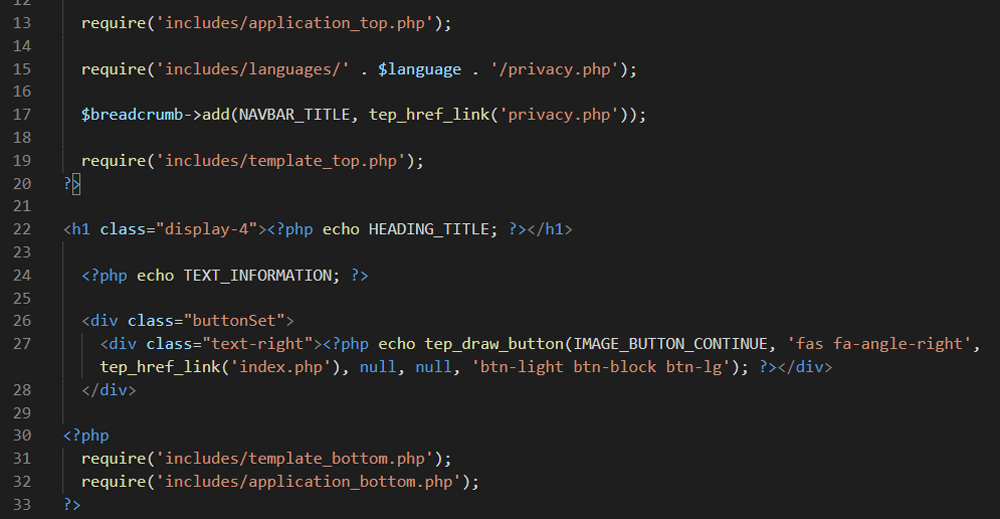 12
13 require('includes/application_top.php');
14
15 require('includes/languages/' . $language . '/privacy.php');
16
17 $breadcrumb->add(NAVBAR_TITLE, tep_href_link('privacy.php'));
18
19 require('includes/template_top.php');
20 ?>
21
22 <h1 class="display-4"><?php echo HEADING_TITLE; ?></h1>
23
24 <?php echo TEXT_INFORMATION; ?>
25
26 <div class="buttonSet">
27 <div class="text-right"><?php echo tep_draw_button(IMAGE_BUTTON_CONTINUE, 'fas fa-angle-right',
tep_href_link('index.php'), null, null, 'btn-light btn-block btn-lg'); ?></div>
28 </div>
29
30 <?php
31 require('includes/template_bottom.php');
32 require('includes/application_bottom.php');
33 ?>